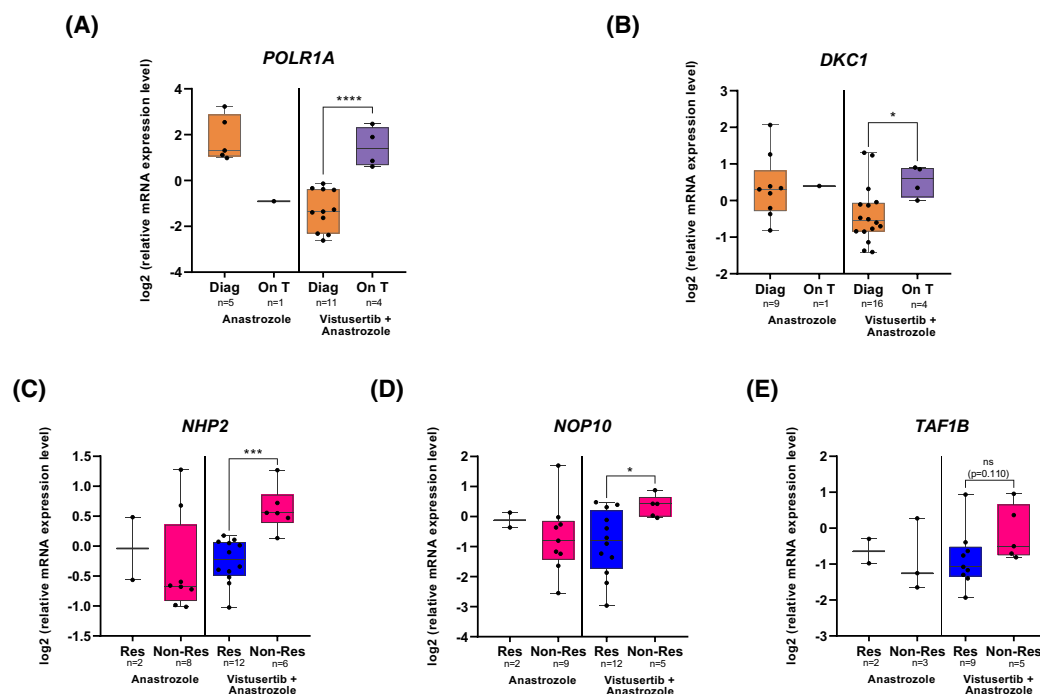 (A)
POLR1A
log2 (relative mRNA expression level)
4
2
0
-2
-4
****
Diag
On T
Diag
On T
n=5
n=1
n=11
n=4
Anastrozole
Vistusertib +
Anastrozole
(B)
DKC1
log2 (relative mRNA expression level)
3
2
1
0
-1
-2
*
Diag
On T
Diag
On T
n=9
n=1
n=16
n=4
Anastrozole
Vistusertib +
Anastrozole
(C)
NHP2
log2 (relative mRNA expression level)
1.5
1.0
0.5
0.0
-0.5
-1.0
-1.5
***
Res
Non-Res
Res
Non-Res
n=2
n=8
n=12
n=6
Anastrozole
Vistusertib +
Anastrozole
(D)
NOP10
log2 (relative mRNA expression level)
2
1
0
-1
-2
-3
-4
*
Res
Non-Res
Res
Non-Res
n=2
n=9
n=12
n=5
Anastrozole
Vistusertib +
Anastrozole
(E)
TAF1B
log2 (relative mRNA expression level)
2
1
0
-1
-2
-3
ns
(p=0.110)
Res
Non-Res
Res
Non-Res
n=2
n=3
n=9
n=5
Anastrozole
Vistusertib +
Anastrozole